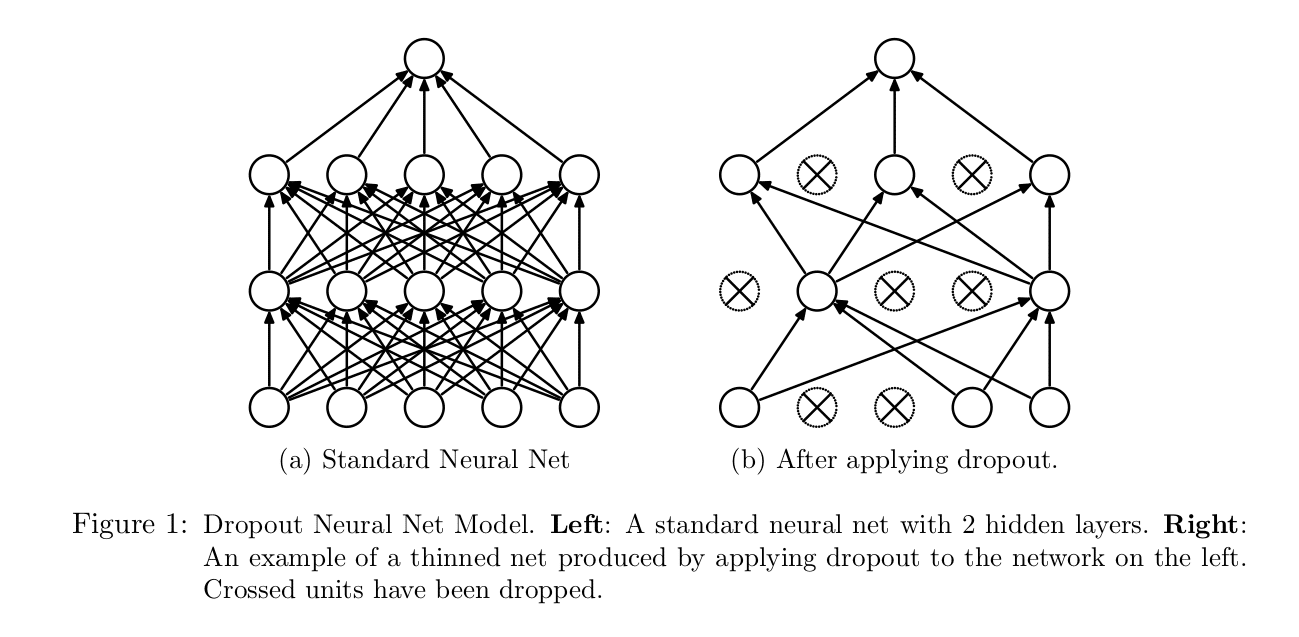 (a) Standard Neural Net
(b) After applying dropout.
Figure 1: Dropout Neural Net Model. Left: A standard neural net with 2 hidden layers. Right:
An example of a thinned net produced by applying dropout to the network on the left.
Crossed units have been dropped.